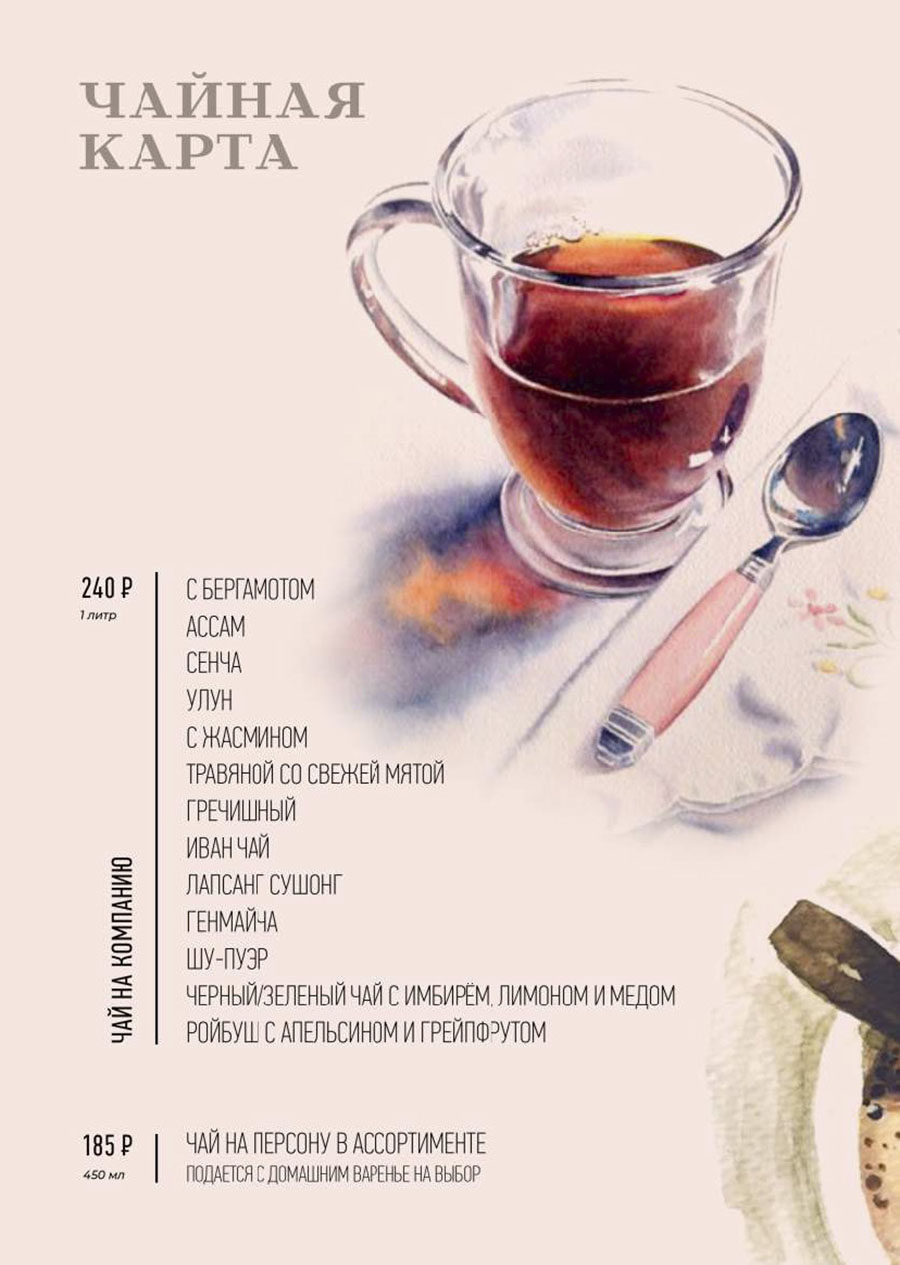 ЧАЙНАЯ
КАРТА
240 ₽
1 литр
ЧАЙ НА КОМПАНИЮ
С БЕРГАМОТОМ
АССАМ
СЕНЧА
УЛУН
С ЖАСМИНОМ
ТРАВЯНОЙ СО СВЕЖЕЙ МЯТОЙ
ГРЕЧИШНЫЙ
ИВАН ЧАЙ
ЛАПСАНГ СУШОНГ
ГЕНМАЙЧА
ШУ-ПУЭР
ЧЕРНЫЙ/ЗЕЛЕНЫЙ ЧАЙ С ИМБИРЁМ, ЛИМОНОМ И МЕДОМ
РОЙБУШ С АПЕЛЬСИНОМ И ГРЕЙПФРУТОМ
185 ₽
450 мл
ЧАЙ НА ПЕРСОНУ В АССОРТИМЕНТЕ
ПОДАЕТСЯ С ДОМАШНИМ ВАРЕНЬЕ НА ВЫБОР